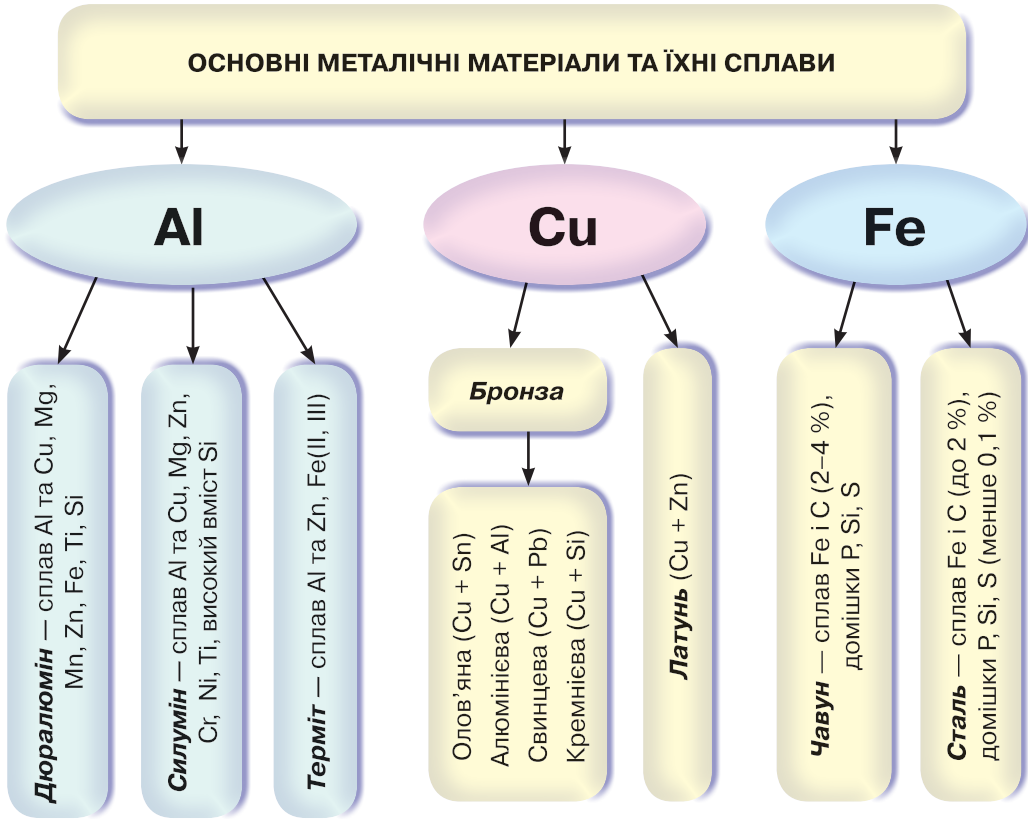 ОСНОВНІ МЕТАЛІЧНІ МАТЕРІАЛИ ТА ЇХНІ СПЛАВИ
Al
Cu
Fe
Дюралюмін — сплав Al та Cu, Mg,
Mn, Zn, Fe, Ti, Si
Силумін — сплав Al та Cu, Mg, Zn,
Cr, Ni, Ti, високий вміст Si
Терміт — сплав Al та Zn, Fe(II, III)
Бронза
Олов’яна (Cu + Sn)
Алюмінієва (Cu + Al)
Свинцева (Cu + Pb)
Кремнієва (Cu + Si)
Латунь (Cu + Zn)
Чавун — сплав Fe і C (2–4 %),
домішки P, Si, S
Сталь — сплав Fe і C (до 2 %),
домішки P, Si, S (менше 0,1 %)